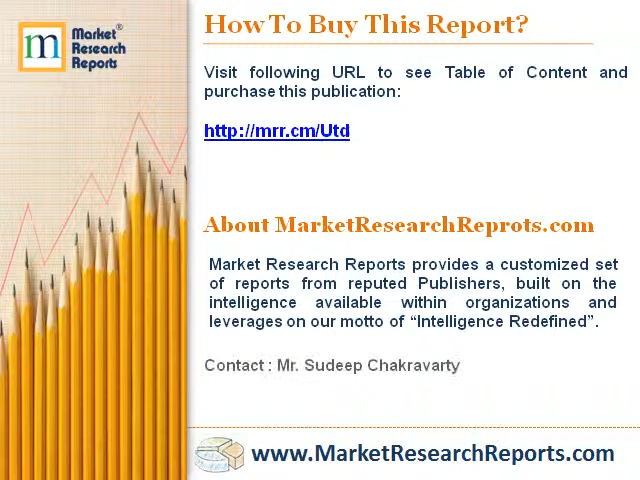 m
Market®
Research
Reports
How To Buy This Report?
Visit following URL to see Table of Content and
purchase this publication:
http://mrr.cm/Utd
About MarketResearchReprots.com
Market Research Reports provides a customized set
of reports from reputed Publishers, built on the
intelligence available within organizations and
leverages on our motto of “Intelligence Redefined”.
Contact : Mr. Sudeep Chakravarty
www.MarketResearchReports.com